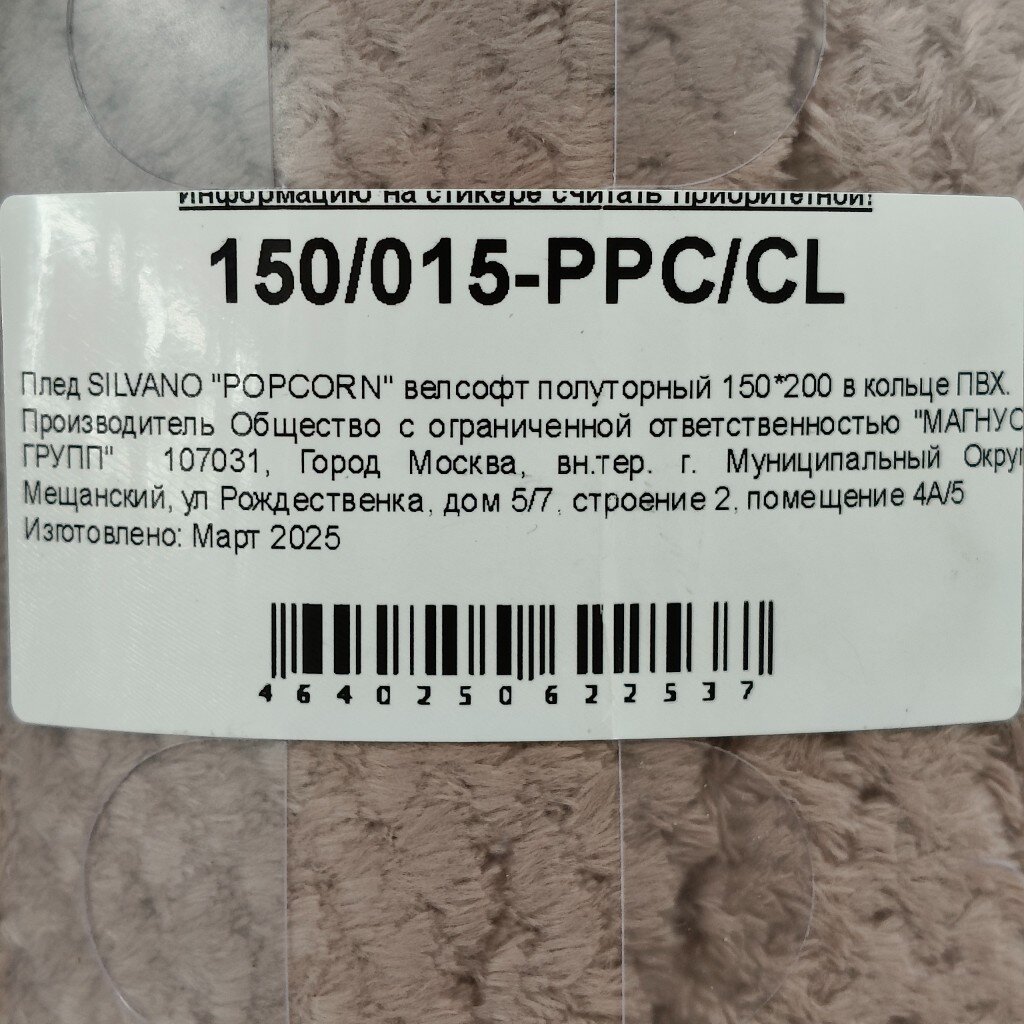 Информацию на стикере считать приоритетной!
150/015-PPC/CL
Плед SILVANO "POPCORN" велсофт полуторный 150*200 в кольце ПВХ.
Производитель Общество с ограниченной ответственностью "МАГНУС
ГРУПП" 107031, Город Москва, вн.тер. г. Муниципальный Округ
Мещанский, ул Рождественка, дом 5/7, строение 2, помещение 4А/5
Изготовлено: Март 2025
4640250622537